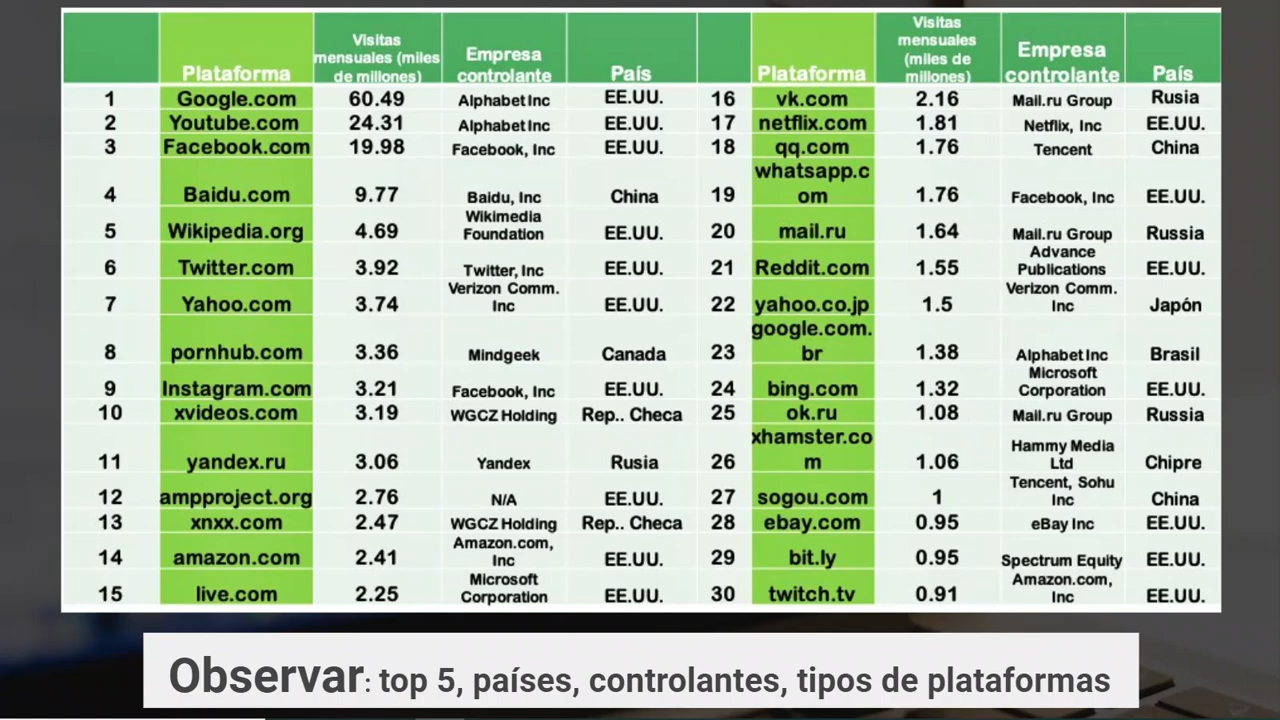 Plataforma Visitas mensuales (miles de millones) Empresa controlante País Plataforma Visitas mensuales (miles de millones) Empresa controlante País
1 Google.com 60.49 Alphabet Inc EE.UU. 16 vk.com 2.16 Mail.ru Group Rusia
2 Youtube.com 24.31 Alphabet Inc EE.UU. 17 netflix.com 1.81 Netflix, Inc EE.UU.
3 Facebook.com 19.98 Facebook, Inc EE.UU. 18 qq.com 1.76 Tencent China
4 Baidu.com 9.77 Baidu, Inc China 19 whatsapp.com 1.76 Facebook, Inc EE.UU.
5 Wikipedia.org 4.69 Wikimedia Foundation EE.UU. 20 mail.ru 1.64 Mail.ru Group Russia
6 Twitter.com 3.92 Twitter, Inc EE.UU. 21 Reddit.com 1.55 Advance Publications EE.UU.
7 Yahoo.com 3.74 Verizon Comm. Inc EE.UU. 22 yahoo.co.jp 1.5 Verizon Comm. Inc Japón
8 pornhub.com 3.36 Mindgeek Canada 23 google.com.br 1.38 Alphabet Inc Brasil
9 Instagram.com 3.21 Facebook, Inc EE.UU. 24 bing.com 1.32 Microsoft Corporation EE.UU.
10 xvideos.com 3.19 WGCZ Holding Rep.. Checa 25 ok.ru 1.08 Mail.ru Group Russia
11 yandex.ru 3.06 Yandex Rusia 26 xhamster.com 1.06 Hammy Media Ltd Chipre
12 ampproject.org 2.76 N/A EE.UU. 27 sogou.com 1 Tencent, Sohu Inc China
13 xnxx.com 2.47 WGCZ Holding Rep.. Checa 28 ebay.com 0.95 eBay Inc EE.UU.
14 amazon.com 2.41 Amazon.com, Inc EE.UU. 29 bit.ly 0.95 Spectrum Equity EE.UU.
15 live.com 2.25 Microsoft Corporation EE.UU. 30 twitch.tv 0.91 Amazon.com, Inc EE.UU.
Observar: top 5, países, controlantes, tipos de plataformas